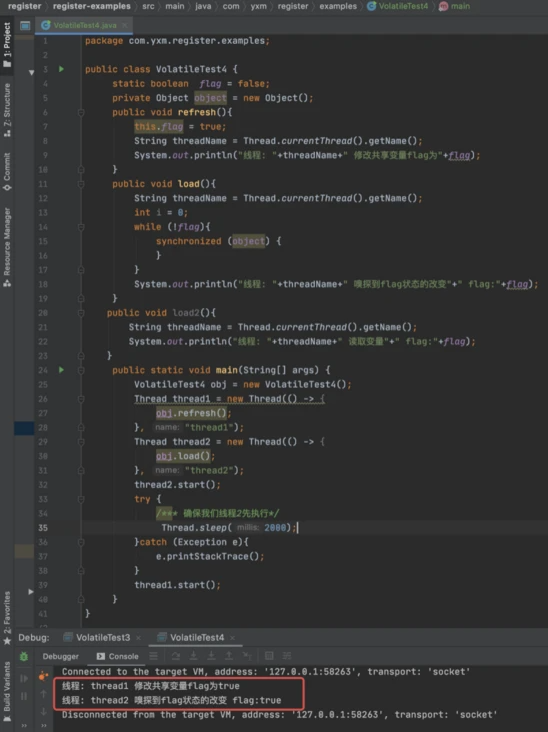 register register-examples src main java com yxm register examples VolatileTest4 main
VolatileTest4.java
1: Project
Z: Structure
Commit
Resource Manager
2: Favorites
Build Variants
1 package com.yxm.register.examples;
2
3 public class VolatileTest4 {
4 static boolean flag = false;
5 private Object object = new Object();
6 public void refresh(){
7 this.flag = true;
8 String threadName = Thread.currentThread().getName();
9 System.out.println("线程: "+threadName+" 修改共享变量flag为"+flag);
10 }
11 public void load(){
12 String threadName = Thread.currentThread().getName();
13 int i = 0;
14 while (!flag){
15 synchronized (object) {
16 }
17 }
18 System.out.println("线程: "+threadName+" 嗅探到flag状态的改变"+" flag:"+flag);
19 }
20 public void load2(){
21 String threadName = Thread.currentThread().getName();
22 System.out.println("线程: "+threadName+" 读取变量"+" flag:"+flag);
23 }
24 public static void main(String[] args) {
25 VolatileTest4 obj = new VolatileTest4();
26 Thread thread1 = new Thread(() -> {
27 obj.refresh();
28 }, name: "thread1");
29 Thread thread2 = new Thread(() -> {
30 obj.load();
31 }, name: "thread2");
32 thread2.start();
33 try {
34 /*** 确保我们线程2先执行*/
35 Thread.sleep( millis: 2000);
36 }catch (Exception e){
37 e.printStackTrace();
38 }
39 thread1.start();
40 }
41 }
Debug: VolatileTest3 VolatileTest4
Debugger Console
Connected to the target VM, address: '127.0.0.1:58263', transport: 'socket'
线程: thread1 修改共享变量flag为true
线程: thread2 嗅探到flag状态的改变 flag:true
Disconnected from the target VM, address: '127.0.0.1:58263', transport: 'socket'